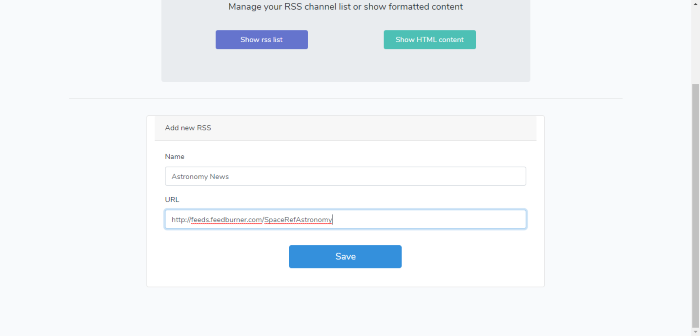 Manage your RSS channel list or show formatted content
Show rss list
Show HTML content
Add new RSS
Name
Astronomy News
URL
http://feeds.feedburner.com/SpaceRefAstronomy
Save